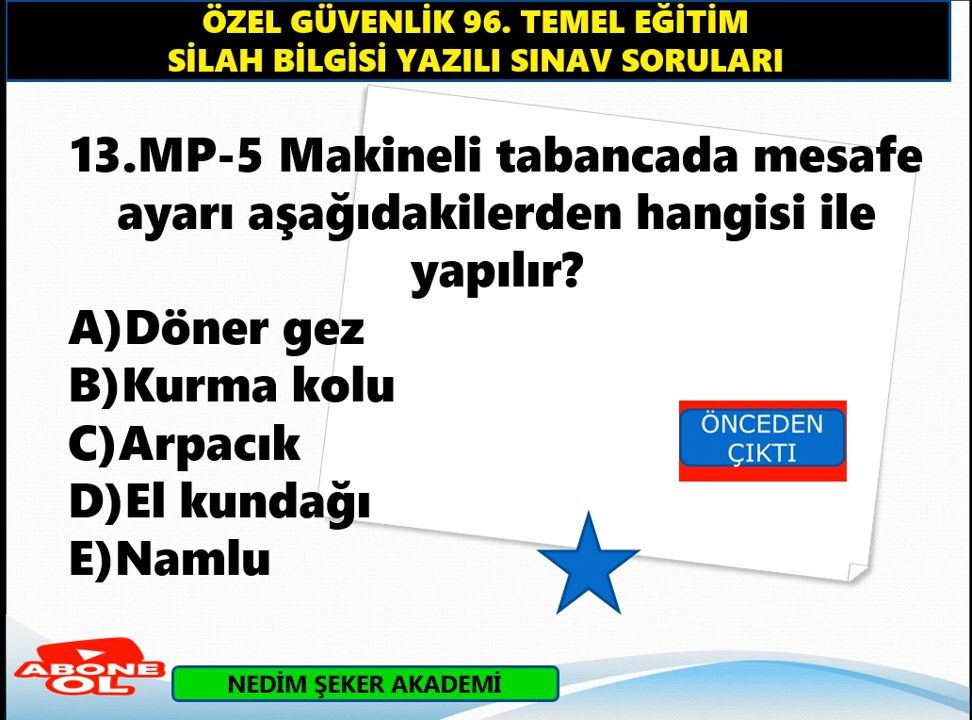 ÖZEL GÜVENLİK 96. TEMEL EĞİTİM
SİLAH BİLGİSİ YAZILI SINAV SORULARI
13.MP-5 Makineli tabancada mesafe
ayarı aşağıdakilerden hangisi ile
yapılır?
A)Döner gez
B)Kurma kolu
C)Arpacık
D)El kundağı
E)Namlu
ÖNCEDEN
ÇIKTI
ABONE
OL
NEDİM ŞEKER AKADEMİ